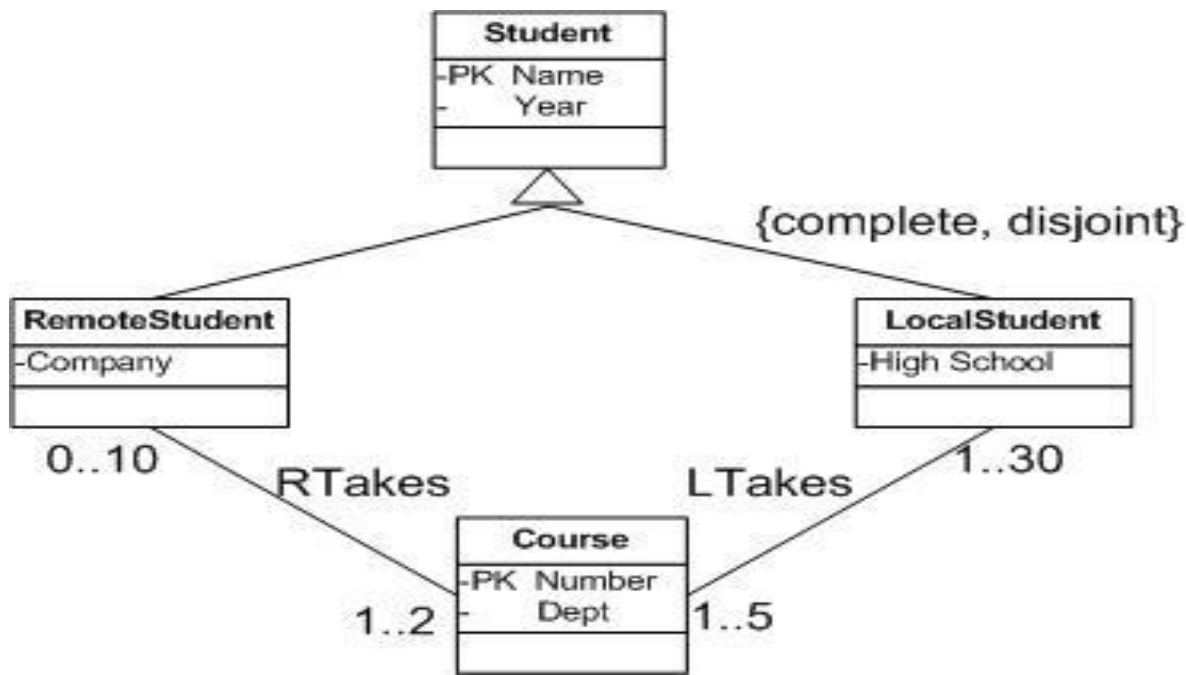 Student
-PK Name
- Year
{complete, disjoint}
RemoteStudent
-Company
LocalStudent
-High School
0..10
1..30
RTakes
LTakes
Course
-PK Number
- Dept
1..2
1..5